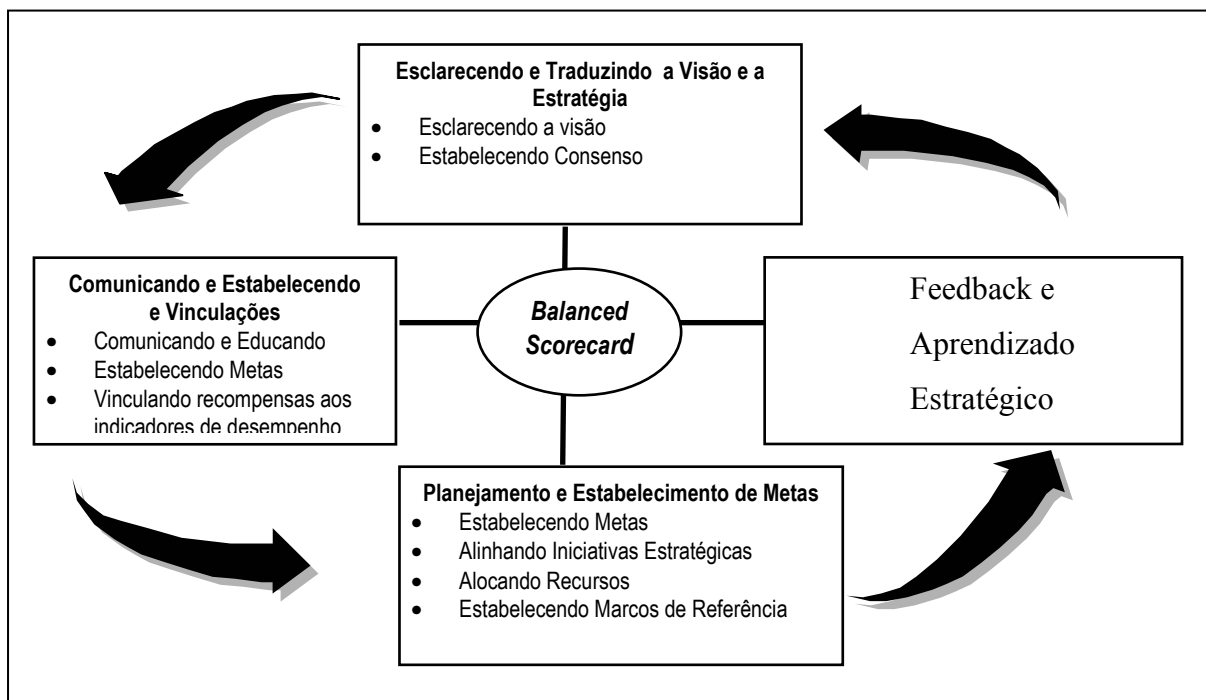 Esclarecendo e Traduzindo a Visão e a
Estratégia
• Esclarecendo a visão
• Estabelecendo Consenso
Comunicando e Estabelecendo
e Vinculações
• Comunicando e Educando
• Estabelecendo Metas
• Vinculando recompensas aos
indicadores de desempenho
Balanced
Scorecard
Feedback e
Aprendizado
Estratégico
Planejamento e Estabelecimento de Metas
• Estabelecendo Metas
• Alinhando Iniciativas Estratégicas
• Alocando Recursos
• Estabelecendo Marcos de Referência